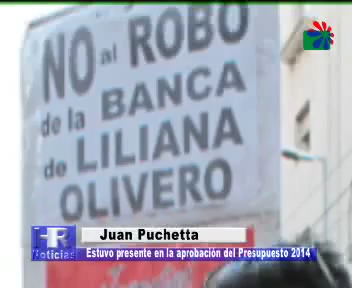 NO al ROBO
de la BANCA
de LILIANA
OLIVERO
Juan Puchetta
HR
Noticias
Estuvo presente en la aprobación del Presupuesto 2014